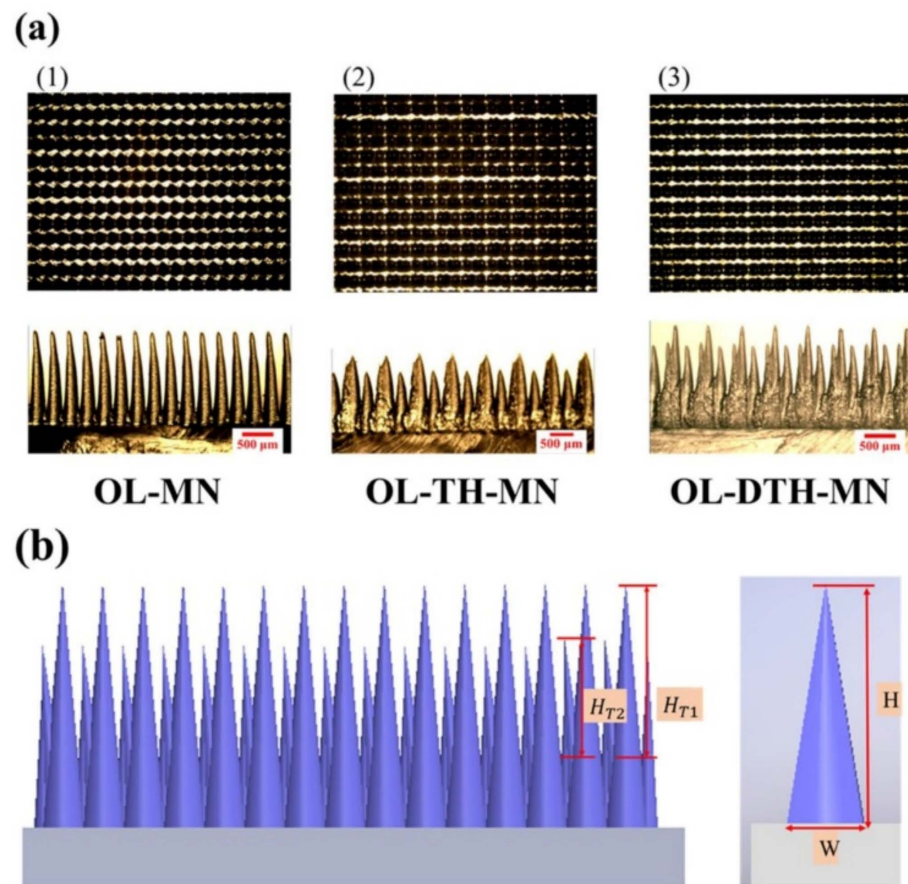 (a)
(1)
(2)
(3)
500 μm
500 μm
500 μm
OL-MN
OL-TH-MN
OL-DTH-MN
(b)
H_{T2}
H_{T1}
H
W